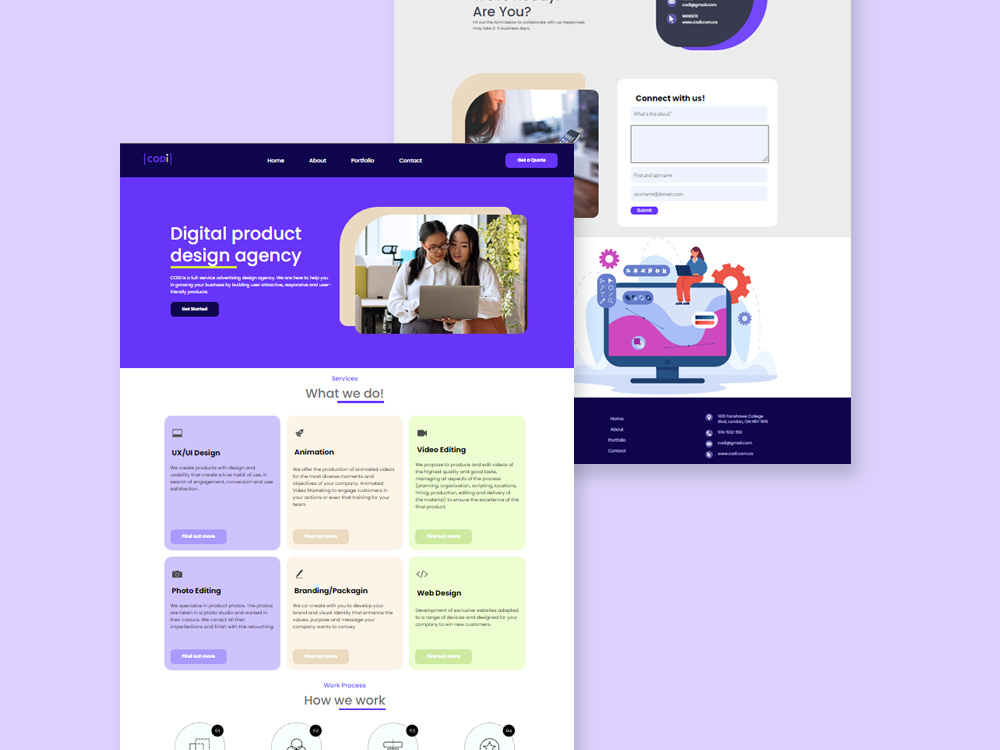 Are You?
Fill out the form below to collaborate with us! Responses
may take 2-3 business days.
codi@gmail.com
WEBSITE
www.codi.com.ca
Connect with us!
What's this about?
First and last name
yourname@domain.com
Submit
{CODi}
Home
About
Portfolio
Contact
Get a Quote
Digital product
design agency
CODi is a full-service advertising design agency. We are here to help you
in growing your business by building user attractive, responsive and user-
friendly products.
Get Started
Services
What we do!
UX/UI Design
We create products with design and
usability that create a true habit of use, in
search of engagement, conversion and use
satisfaction.
Find out more
Animation
We offer the production of animated videos
for the most diverse moments and
objectives of your company. Animated
Video Marketing to engage customers in
your actions or even that training for your
team.
Find out more
Video Editing
We propose to produce and edit videos of
the highest quality and good taste,
managing all aspects of the process
(planning, organization, scripting, locations,
hiring, production, editing and delivery of
the material) to ensure the excellence of the
final product.
Find out more
Photo Editing
We specialize in product photos. The photos
are taken in a photo studio and worked in
their colours. We correct all their
imperfections and finish with the retouching.
Find out more
Branding/Packagin
We co-create with you to develop your
brand and visual identity that enhance the
values, purpose and message your
company wants to convey.
Find out more
Web Design
Development of exclusive websites adapted
to a range of devices and designed for your
company to win new customers.
Find out more
Work Process
How we work
01
02
03
04
Home
About
Portfolio
Contact
1001 Fanshawe College
Blvd, London, ON
codi@gmail.com
www.codi.com.ca